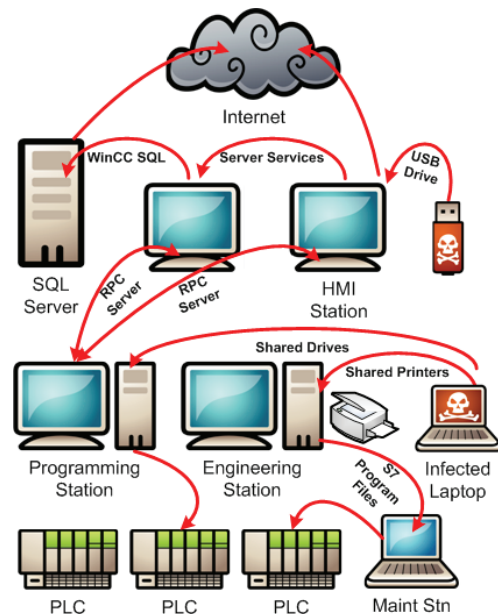 Internet
WinCC SQL
Server Services
USB
Drive
SQL
Server
RPC
Server
RPC
Server
HMI
Station
Shared Drives
Shared Printers
Programming
Station
Engineering
Station
S7
Program
Files
Infected
Laptop
PLC
PLC
PLC
Maint Stn